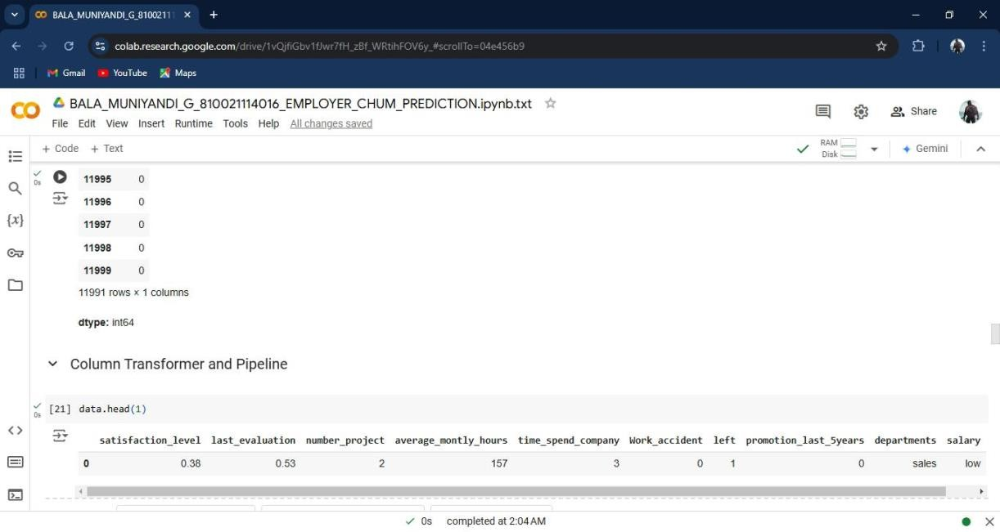 BALA_MUNIYANDI_G_8100211
colab.research.google.com/drive/1vQjfiGbv1fJwr7fH_zBf_WRtihFOV6y_#scrollTo=04e456b9
Gmail YouTube Maps
BALA_MUNIYANDI_G_810021114016_EMPLOYER_CHUM_PREDICTION.ipynb.txt
File Edit View Insert Runtime Tools Help All changes saved
Share
+ Code + Text
RAM
Disk
Gemini
0s
11995 0
11996 0
11997 0
11998 0
11999 0
11991 rows × 1 columns
dtype: int64
Column Transformer and Pipeline
0s
[21] data.head(1)
satisfaction_level last_evaluation number_project average_montly_hours time_spend_company Work_accident left promotion_last_5years departments salary
0 0.38 0.53 2 157 3 0 1 0 sales low
0s completed at 2:04 AM